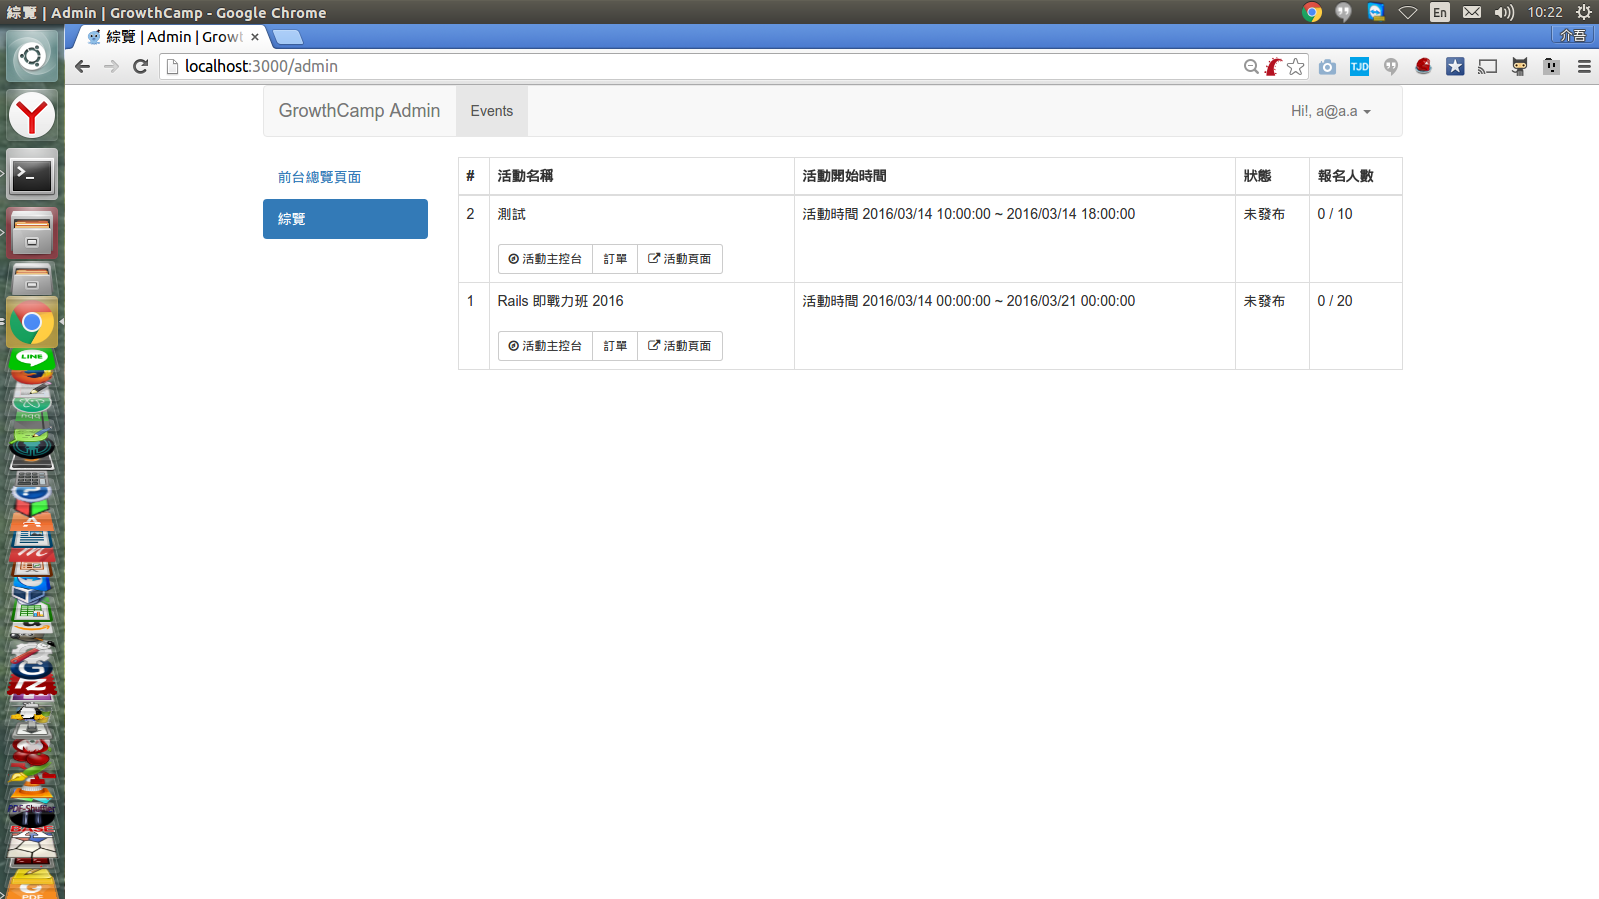 綜覽 | Admin | GrowthCamp - Google Chrome
En
10:22
綜覽 | Admin | Growt
介吾
localhost:3000/admin
TJD
GrowthCamp Admin
Events
Hi!, a@a.a
前台總覽頁面
綜覽
# 活動名稱 活動開始時間 狀態 報名人數
2 測試 活動時間 2016/03/14 10:00:00 ~ 2016/03/14 18:00:00 未發布 0 / 10
活動主控台 訂單 活動頁面
1 Rails 即戰力班 2016 活動時間 2016/03/14 00:00:00 ~ 2016/03/21 00:00:00 未發布 0 / 20
活動主控台 訂單 活動頁面
LINE
PDF-Shuffler
BASE
PDF